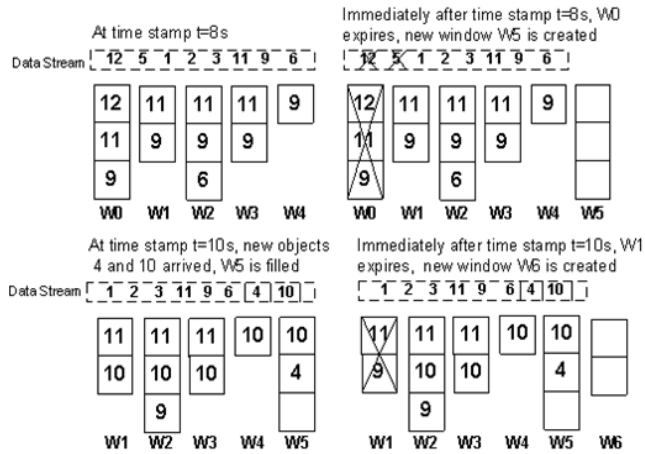 At time stamp t=8s
Data Stream 12 5 1 2 3 11 9 6
12 11 11 11 9
11 9 9 9
9 6
W0 W1 W2 W3 W4
Immediately after time stamp t=8s, W0
expires, new window W5 is created
12 5 1 2 3 11 9 6
12 11 11 11 9
11 9 9 9
9 6
W0 W1 W2 W3 W4 W5
At time stamp t=10s, new objects
4 and 10 arrived, W5 is filled
Data Stream 1 2 3 11 9 6 4 10
11 11 11 10 10
10 10 10 4
9
W1 W2 W3 W4 W5
Immediately after time stamp t=10s, W1
expires, new window W6 is created
1 2 3 11 9 6 4 10
11 11 11 10 10
9 10 10 4
9
W1 W2 W3 W4 W5 W6